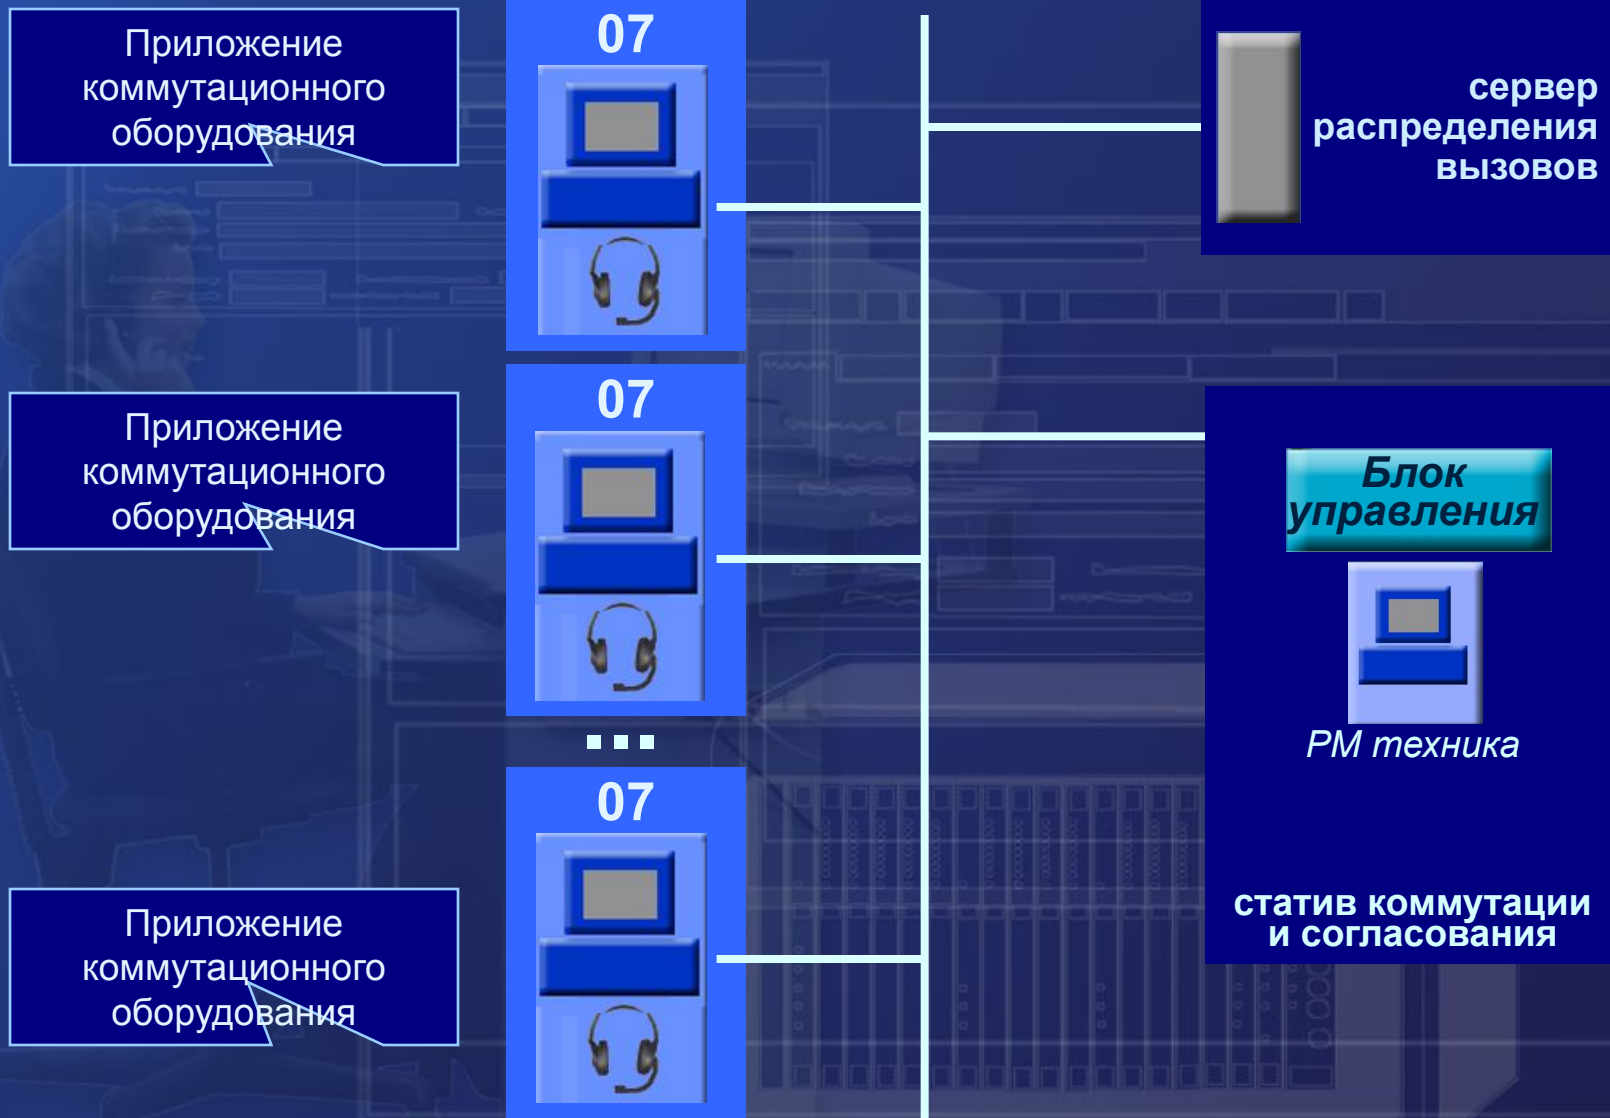 Приложение
коммутационного
оборудования
07
сервер
распределения
вызовов
Приложение
коммутационного
оборудования
07
Блок
управления
РМ техника
...
07
Приложение
коммутационного
оборудования
статив коммутации
и согласования